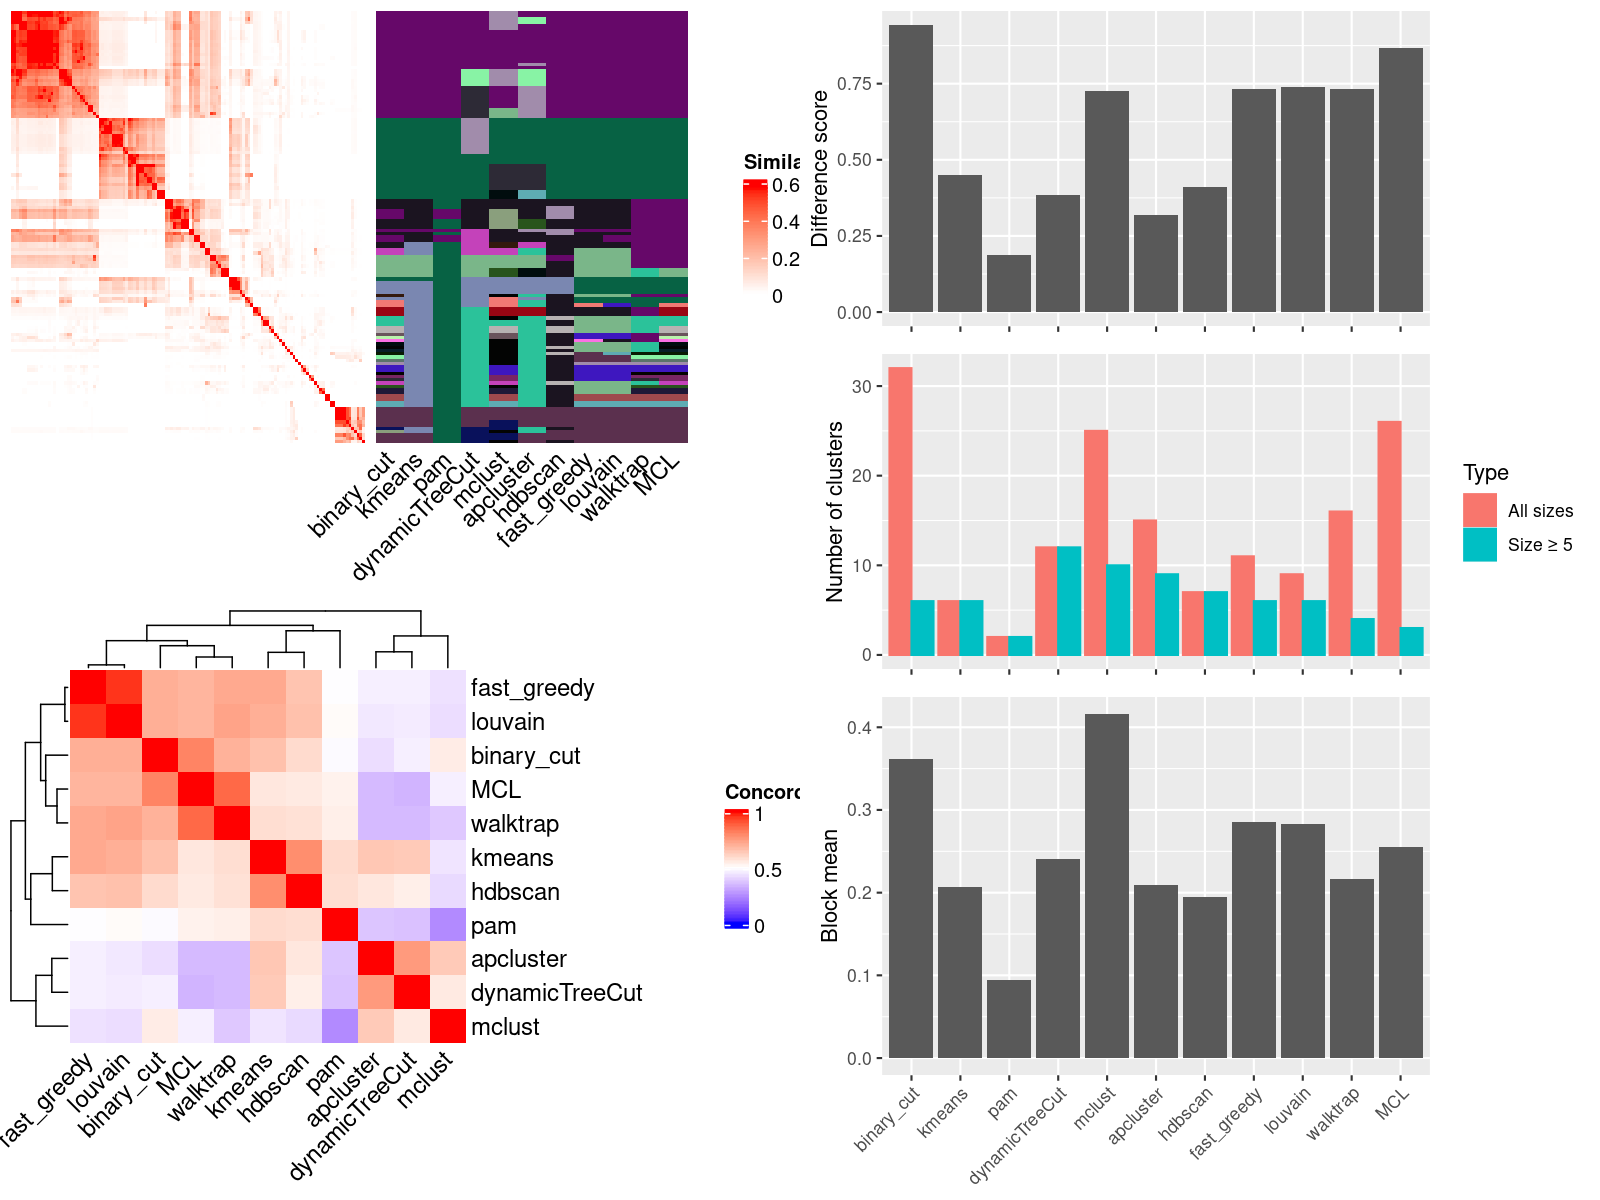 Simila
0.6
0.4
0.2
0
binary_cut
kmeans
pam
dynamicTreeCut
mclust
apcluster
hdbscan
fast_greedy
louvain
walktrap
MCL
fast_greedy
louvain
binary_cut
MCL
walktrap
kmeans
hdbscan
pam
apcluster
dynamicTreeCut
mclust
Concord
1
0.5
0
fast_greedy
louvain
binary_cut
MCL
walktrap
kmeans
hdbscan
pam
apcluster
dynamicTreeCut
mclust
Difference score
0.75
0.50
0.25
0.00
Number of clusters
30
20
10
0
Type
All sizes
Size ≥ 5
Block mean
0.4
0.3
0.2
0.1
0.0
binary_cut
kmeans
pam
dynamicTreeCut
mclust
apcluster
hdbscan
fast_greedy
louvain
walktrap
MCL